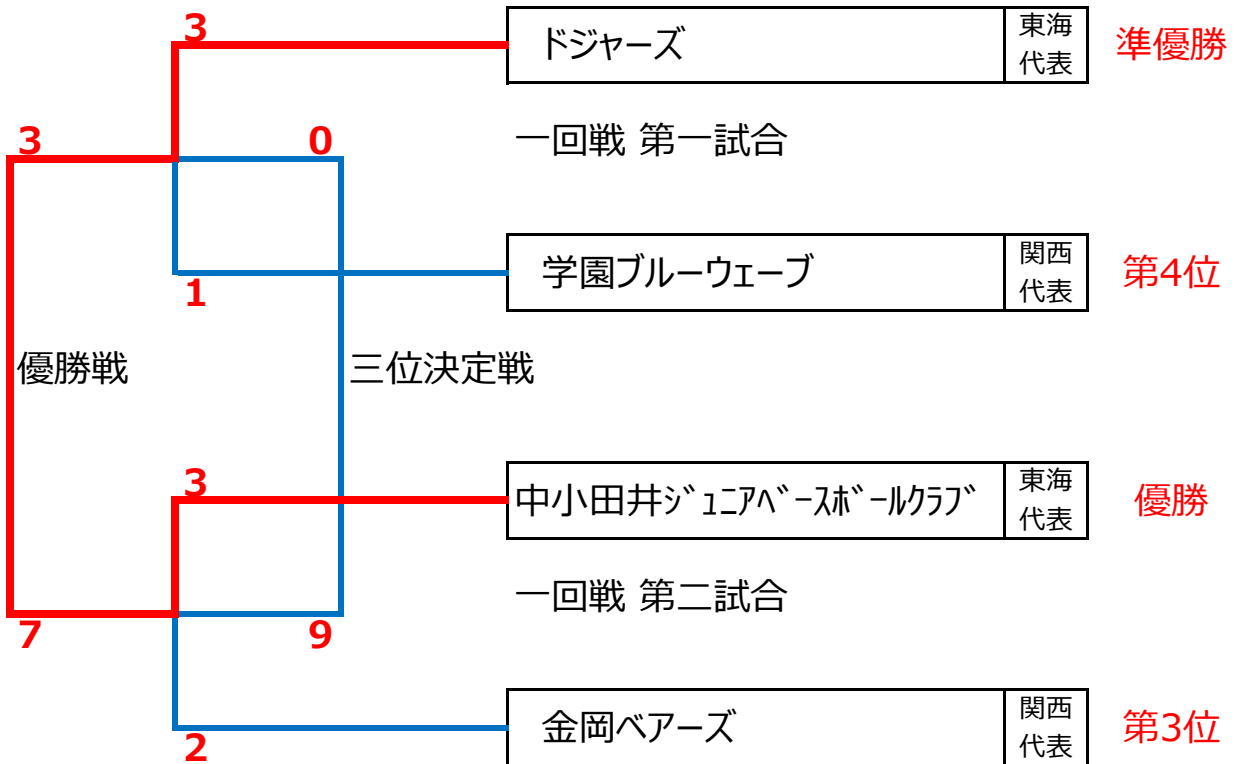 3
ドジャーズ
東海
代表
準優勝
3
0
一回戦 第一試合
学園ブルーウェーブ
関西
代表
第4位
1
優勝戦
三位決定戦
3
中小田井ｼﾞｭﾆｱﾍﾞｰｽﾎﾞｰﾙｸﾗﾌﾞ
東海
代表
優勝
一回戦 第二試合
7
9
金岡ベアーズ
関西
代表
第3位
2